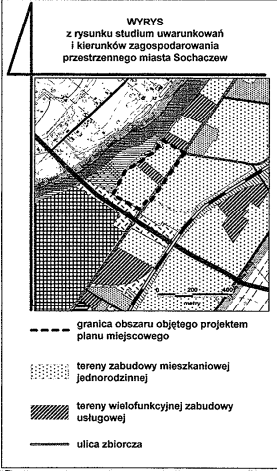 WYRYS
z rysunku studium uwarunkowań
i kierunków zagospodarowania
przestrzennego miasta Sochaczew
0 200 400
metry
granica obszaru objętego projektem
planu miejscowego
tereny zabudowy mieszkaniowej
jednorodzinnej
tereny wielofunkcyjnej zabudowy
usługowej
ulica zbiorcza